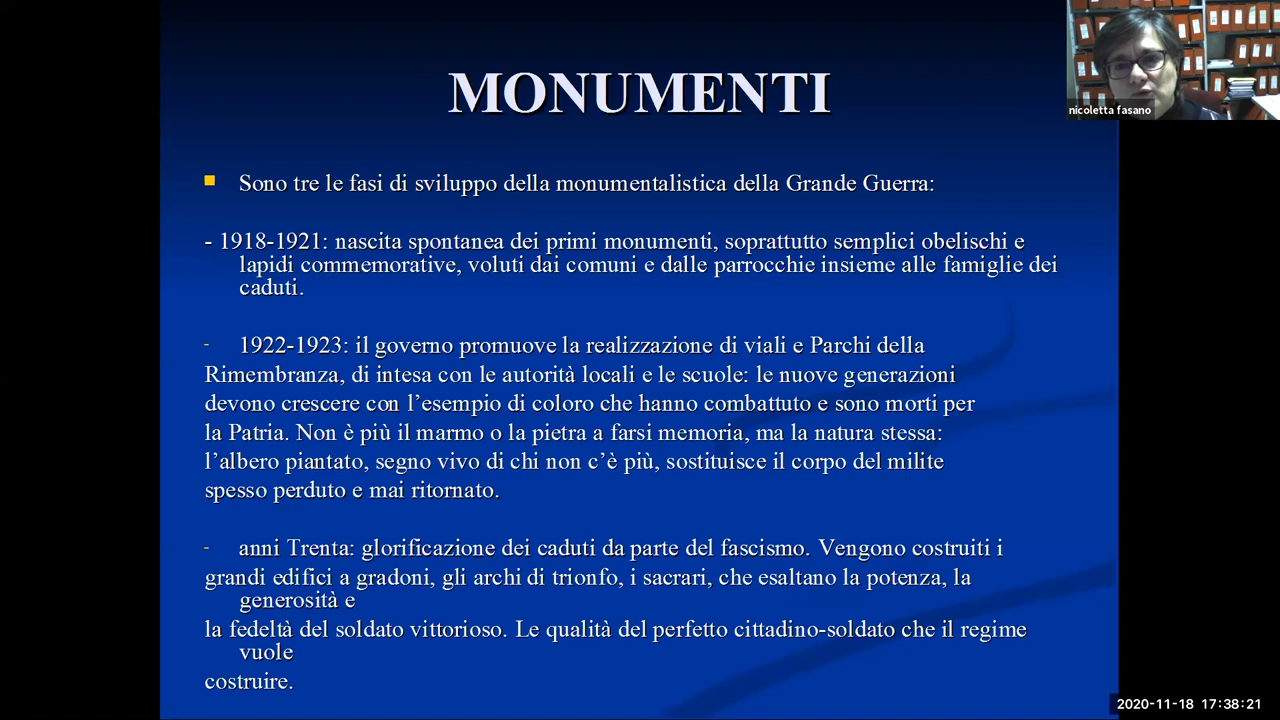 MONUMENTI
nicoletta fasano
Sono tre le fasi di sviluppo della monumentalistica della Grande Guerra:
- 1918-1921: nascita spontanea dei primi monumenti, soprattutto semplici obelischi e
lapidi commemorative, voluti dai comuni e dalle parrocchie insieme alle famiglie dei
caduti.
- 1922-1923: il governo promuove la realizzazione di viali e Parchi della
Rimembranza, di intesa con le autorità locali e le scuole: le nuove generazioni
devono crescere con l’esempio di coloro che hanno combattuto e sono morti per
la Patria. Non è più il marmo o la pietra a farsi memoria, ma la natura stessa:
l’albero piantato, segno vivo di chi non c’è più, sostituisce il corpo del milite
spesso perduto e mai ritornato.
- anni Trenta: glorificazione dei caduti da parte del fascismo. Vengono costruiti i
grandi edifici a gradoni, gli archi di trionfo, i sacrari, che esaltano la potenza, la
generosità e
la fedeltà del soldato vittorioso. Le qualità del perfetto cittadino-soldato che il regime
vuole
costruire.
2020-11-18 17:38:21